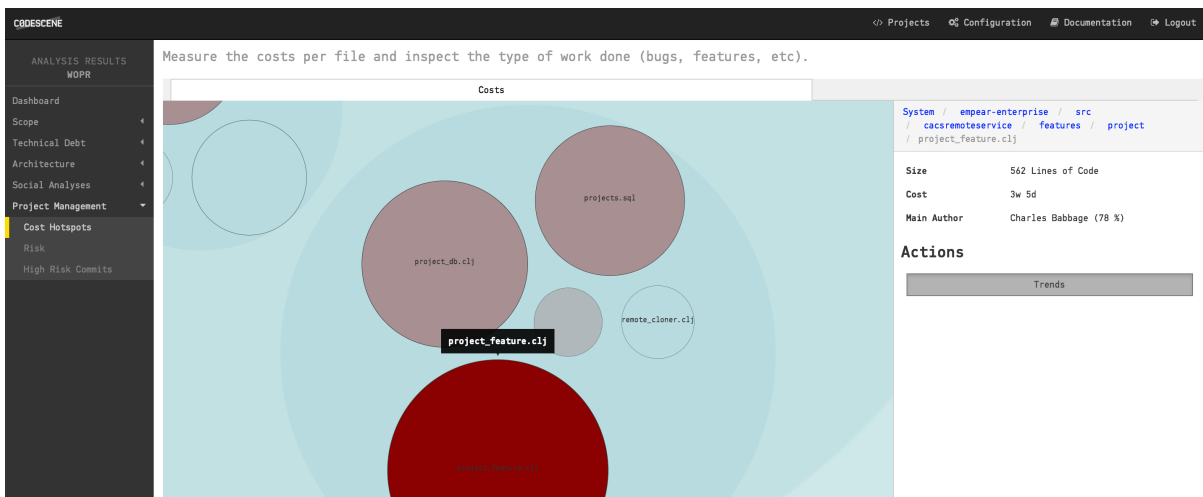 CODESCENE
Projects Configuration Documentation Logout
ANALYSIS RESULTS
WOPR
Dashboard
Scope
Technical Debt
Architecture
Social Analyses
Project Management
Cost Hotspots
Risk
High Risk Commits
Measure the costs per file and inspect the type of work done (bugs, features, etc).
Costs
projects.sql
project_db.clj
remote_cloner.clj
project_feature.clj
project_feature.clj
System / empear-enterprise / src
/ cacsremoteservice / features / project
/ project_feature.clj
Size 562 Lines of Code
Cost 3w 5d
Main Author Charles Babbage (78 %)
Actions
Trends